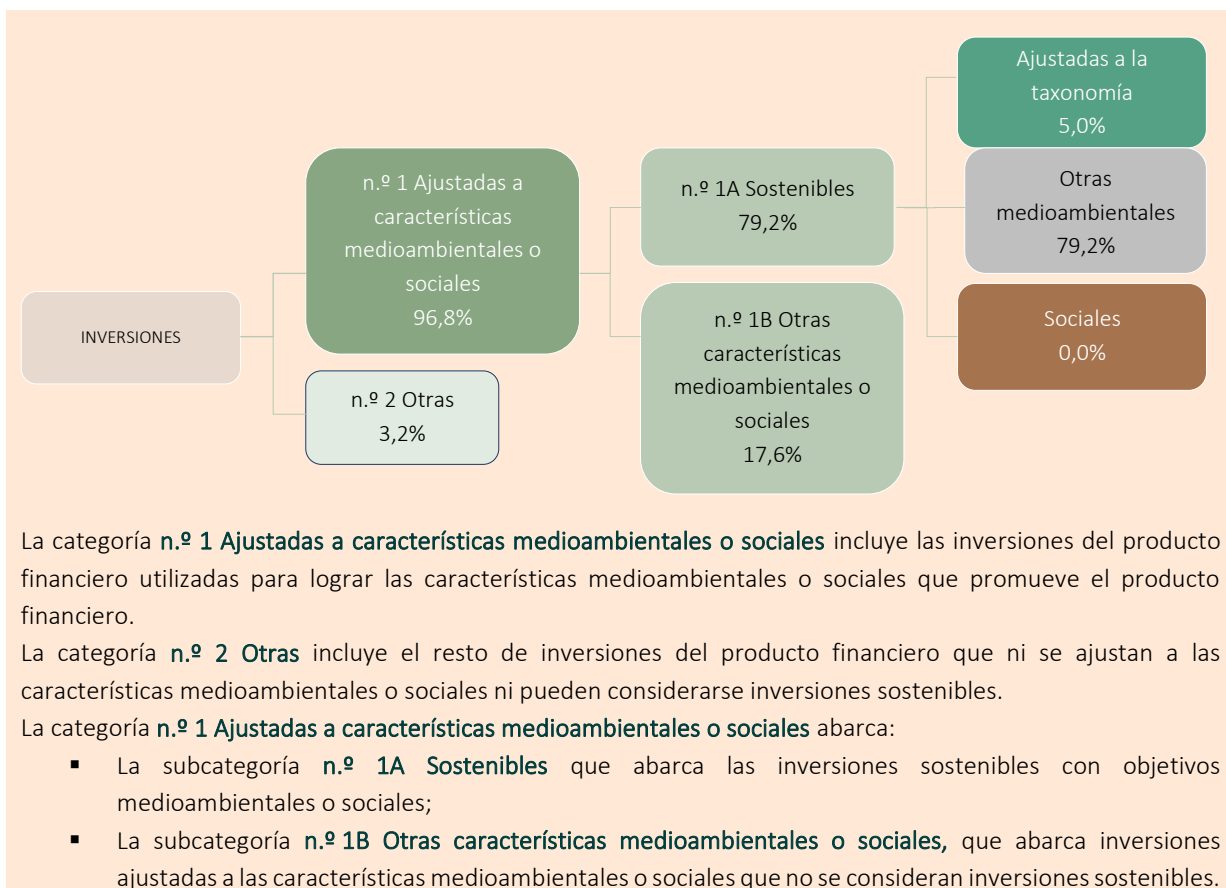 INVERSIONES
n.º 1 Ajustadas a
características
medioambientales o
sociales
96,8%
n.º 2 Otras
3,2%
n.º 1A Sostenibles
79,2%
n.º 1B Otras
características
medioambientales o
sociales
17,6%
Ajustadas a la
taxonomía
5,0%
Otras
medioambientales
79,2%
Sociales
0,0%
La categoría n.º 1 Ajustadas a características medioambientales o sociales incluye las inversiones del producto
financiero utilizadas para lograr las características medioambientales o sociales que promueve el producto
financiero.
La categoría n.º 2 Otras incluye el resto de inversiones del producto financiero que ni se ajustan a las
características medioambientales o sociales ni pueden considerarse inversiones sostenibles.
La categoría n.º 1 Ajustadas a características medioambientales o sociales abarca:
▪ La subcategoría n.º 1A Sostenibles que abarca las inversiones sostenibles con objetivos
medioambientales o sociales;
▪ La subcategoría n.º 1B Otras características medioambientales o sociales, que abarca inversiones
ajustadas a las características medioambientales o sociales que no se consideran inversiones sostenibles.